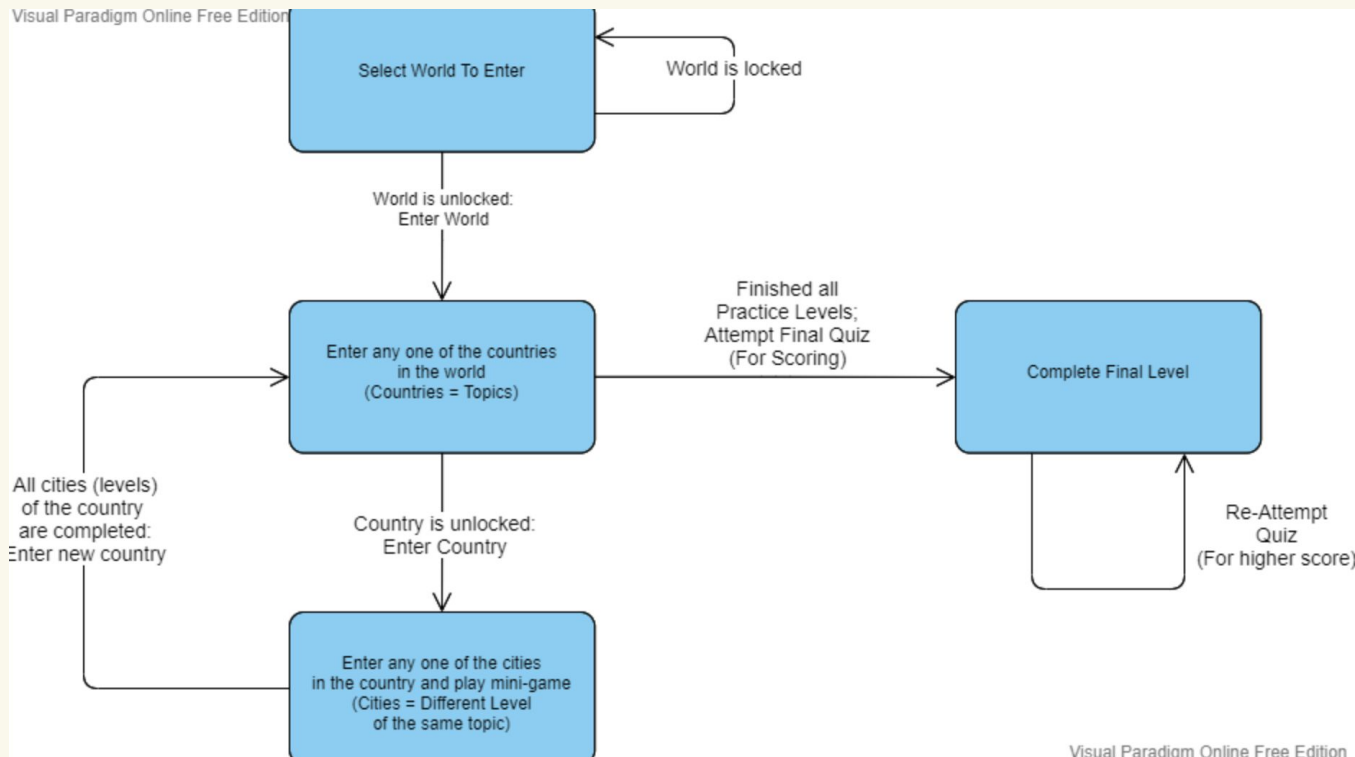 Visual Paradigm Online Free Edition
Select World To Enter
World is locked
World is unlocked:
Enter World
Finished all
Practice Levels;
Attempt Final Quiz
(For Scoring)
Enter any one of the countries
in the world
(Countries = Topics)
Complete Final Level
All cities (levels)
of the country
are completed:
Enter new country
Country is unlocked:
Enter Country
Re-Attempt
Quiz
(For higher score)
Enter any one of the cities
in the country and play mini-game
(Cities = Different Level
of the same topic)
Visual Paradigm Online Free Edition